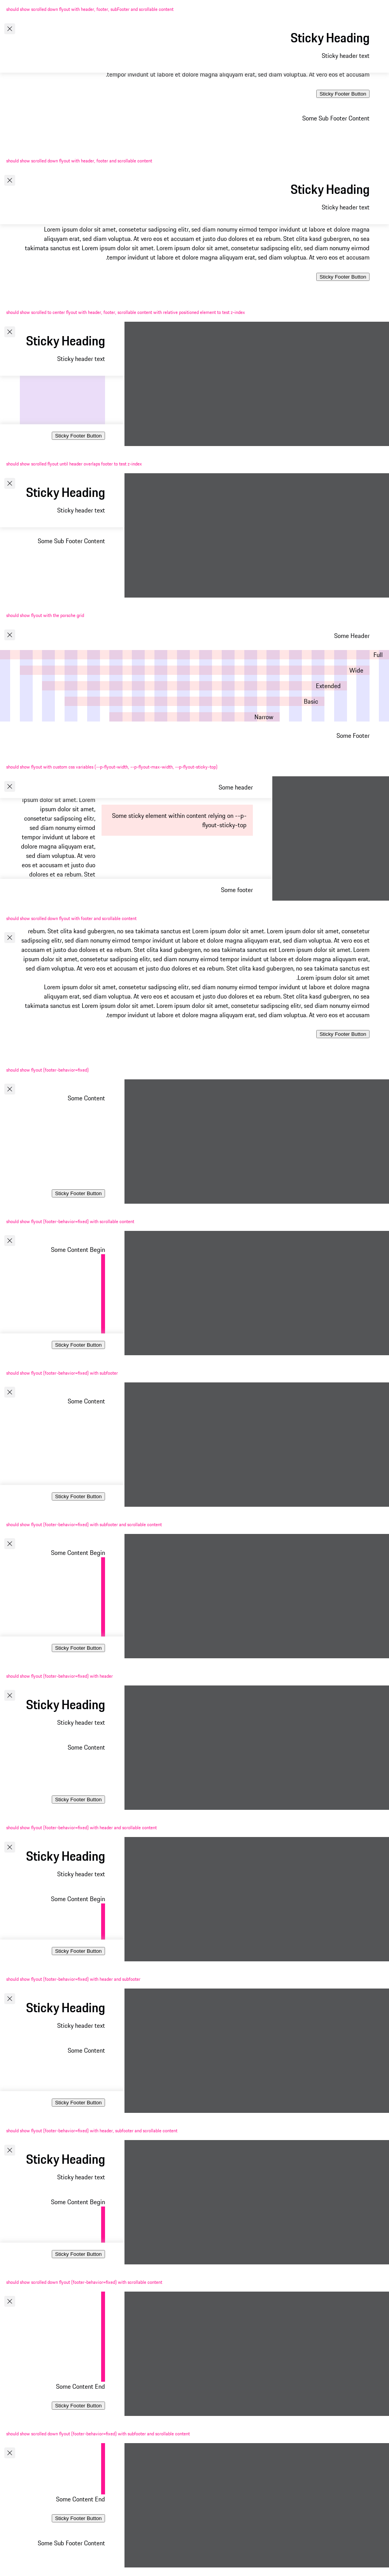 should show scrolled down flyout with header, footer, subFooter and scrollable content
Sticky Heading
Sticky header text
.tempor invidunt ut labore et dolore magna aliquyam erat, sed diam voluptua. At vero eos et accusam
Sticky Footer Button
Some Sub Footer Content
should show scrolled down flyout with header, footer and scrollable content
Sticky Heading
Sticky header text
Lorem ipsum dolor sit amet, consetetur sadipscing elitr, sed diam nonumy eirmod tempor invidunt ut labore et dolore magna
aliquyam erat, sed diam voluptua. At vero eos et accusam et justo duo dolores et ea rebum. Stet clita kasd gubergren, no sea
takimata sanctus est Lorem ipsum dolor sit amet. Lorem ipsum dolor sit amet, consetetur sadipscing elitr, sed diam nonumy eirmod
.tempor invidunt ut labore et dolore magna aliquyam erat, sed diam voluptua. At vero eos et accusam
Sticky Footer Button
should show scrolled to center flyout with header, footer, scrollable content with relative positioned element to test z-index
Sticky Heading
Sticky header text
Sticky Footer Button
should show scrolled flyout until header overlaps footer to test z-index
Sticky Heading
Sticky header text
Some Sub Footer Content
should show flyout with the porsche grid
Some Header
Full
Wide
Extended
Basic
Narrow
Some Footer
should show flyout with custom css variables (--p-flyout-width, --p-flyout-max-width, --p-flyout-sticky-top)
Some header
ipsum dolor sit amet. Lorem
ipsum dolor sit amet,
consetetur sadipscing elitr,
sed diam nonumy eirmod
tempor invidunt ut labore et
dolore magna aliquyam erat,
sed diam voluptua. At vero
eos et accusam et justo duo
dolores et ea rebum. Stet
Some sticky element within content relying on --p-
flyout-sticky-top
Some footer
should show scrolled down flyout with footer and scrollable content
rebum. Stet clita kasd gubergren, no sea takimata sanctus est Lorem ipsum dolor sit amet. Lorem ipsum dolor sit amet, consetetur
sadipscing elitr, sed diam nonumy eirmod tempor invidunt ut labore et dolore magna aliquyam erat, sed diam voluptua. At vero eos et
accusam et justo duo dolores et ea rebum. Stet clita kasd gubergren, no sea takimata sanctus est Lorem ipsum dolor sit amet. Lorem
ipsum dolor sit amet, consetetur sadipscing elitr, sed diam nonumy eirmod tempor invidunt ut labore et dolore magna aliquyam erat,
sed diam voluptua. At vero eos et accusam et justo duo dolores et ea rebum. Stet clita kasd gubergren, no sea takimata sanctus est
.Lorem ipsum dolor sit amet
Lorem ipsum dolor sit amet, consetetur sadipscing elitr, sed diam nonumy eirmod tempor invidunt ut labore et dolore magna
aliquyam erat, sed diam voluptua. At vero eos et accusam et justo duo dolores et ea rebum. Stet clita kasd gubergren, no sea
takimata sanctus est Lorem ipsum dolor sit amet. Lorem ipsum dolor sit amet, consetetur sadipscing elitr, sed diam nonumy eirmod
.tempor invidunt ut labore et dolore magna aliquyam erat, sed diam voluptua. At vero eos et accusam
Sticky Footer Button
should show flyout (footer-behavior=fixed)
Some Content
Sticky Footer Button
should show flyout (footer-behavior=fixed) with scrollable content
Some Content Begin
Sticky Footer Button
should show flyout (footer-behavior=fixed) with subfooter
Some Content
Sticky Footer Button
should show flyout (footer-behavior=fixed) with subfooter and scrollable content
Some Content Begin
Sticky Footer Button
should show flyout (footer-behavior=fixed) with header
Sticky Heading
Sticky header text
Some Content
Sticky Footer Button
should show flyout (footer-behavior=fixed) with header and scrollable content
Sticky Heading
Sticky header text
Some Content Begin
Sticky Footer Button
should show flyout (footer-behavior=fixed) with header and subfooter
Sticky Heading
Sticky header text
Some Content
Sticky Footer Button
should show flyout (footer-behavior=fixed) with header, subfooter and scrollable content
Sticky Heading
Sticky header text
Some Content Begin
Sticky Footer Button
should show scrolled down flyout (footer-behavior=fixed) with scrollable content
Some Content End
Sticky Footer Button
should show scrolled down flyout (footer-behavior=fixed) with subfooter and scrollable content
Some Content End
Sticky Footer Button
Some Sub Footer Content